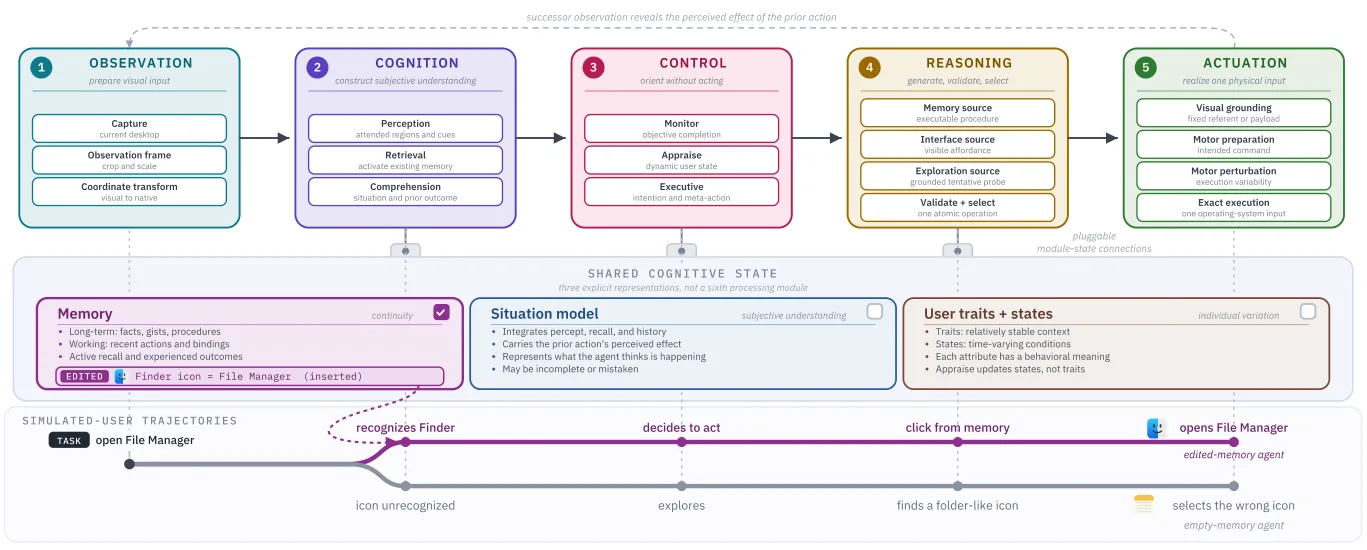 successor observation reveals the perceived effect of the prior action
1 OBSERVATION
prepare visual input
Capture
current desktop
Observation frame
crop and scale
Coordinate transform
visual to native
2 COGNITION
construct subjective understanding
Perception
attended regions and cues
Retrieval
activate existing memory
Comprehension
situation and prior outcome
3 CONTROL
orient without acting
Monitor
objective completion
Appraise
dynamic user state
Executive
intention and meta-action
4 REASONING
generate, validate, select
Memory source
executable procedure
Interface source
visible affordance
Exploration source
grounded tentative probe
Validate + select
one atomic operation
5 ACTUATION
realize one physical input
Visual grounding
fixed referent or payload
Motor preparation
intended command
Motor perturbation
execution variability
Exact execution
one operating-system input
pluggable
module-state connections
SHARED COGNITIVE STATE
three explicit representations, not a sixth processing module
Memory
continuity
• Long-term: facts, gists, procedures
• Working: recent actions and bindings
• Active recall and experienced outcomes
EDITED Finder icon = File Manager (inserted)
Situation model
subjective understanding
• Integrates percept, recall, and history
• Carries the prior action's perceived effect
• Represents what the agent thinks is happening
• May be incomplete or mistaken
User traits + states
individual variation
• Traits: relatively stable context
• States: time-varying conditions
• Each attribute has a behavioral meaning
• Appraise updates states, not traits
SIMULATED-USER TRAJECTORIES
TASK open File Manager
recognizes Finder
decides to act
click from memory
opens File Manager
edited-memory agent
icon unrecognized
explores
finds a folder-like icon
selects the wrong icon
empty-memory agent